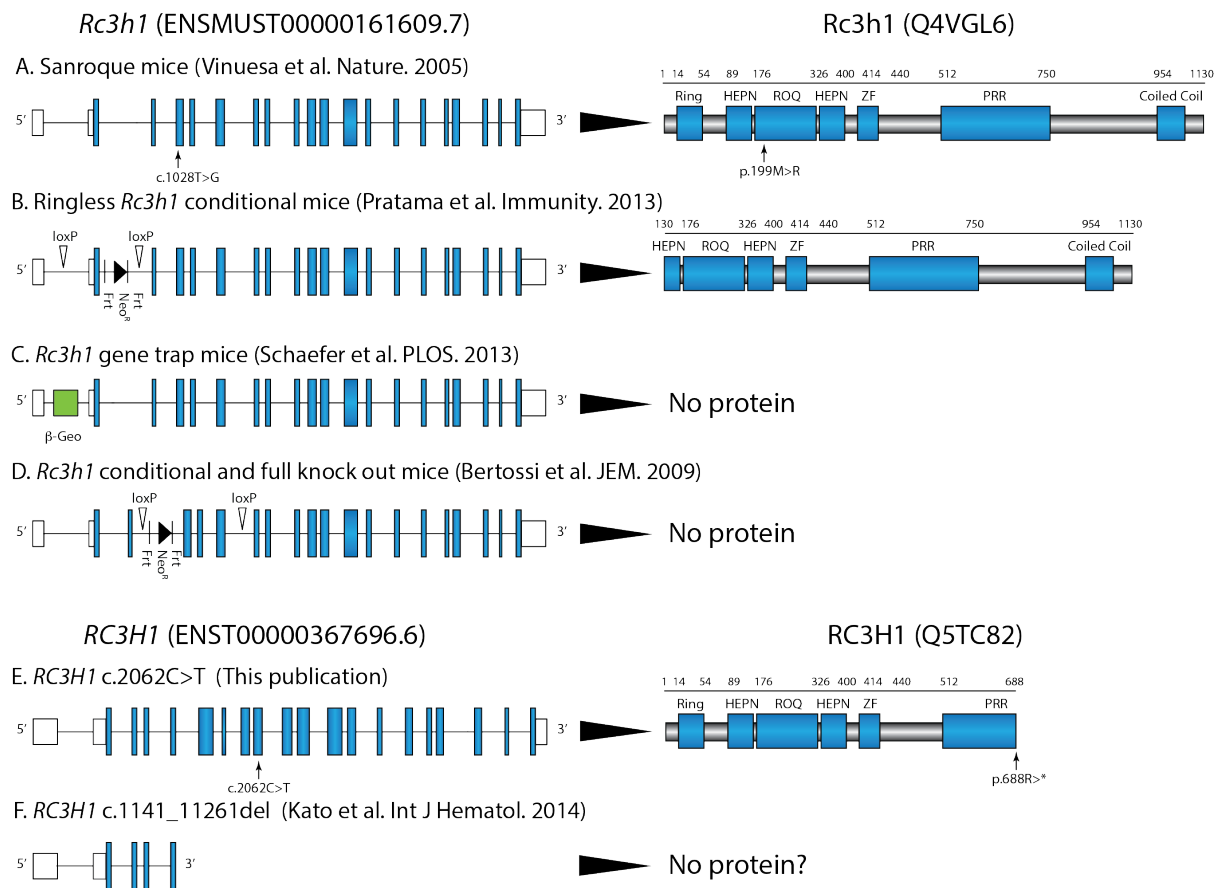 Rc3h1 (ENSMUST00000161609.7)
Rc3h1 (Q4VGL6)
A. Sanroque mice (Vinuesa et al. Nature. 2005)
1 14 54 89 176 326 400 414 440 512 750 954 1130
Ring HEPN ROQ HEPN ZF PRR Coiled Coil
5’ 3’
c.1028T>G
p.199M>R
B. Ringless Rc3h1 conditional mice (Pratama et al. Immunity. 2013)
130 176 326 400 414 440 512 750 954 1130
loxP loxP
HEPN ROQ HEPN ZF PRR Coiled Coil
5’ 3’
Frt NeoR Frt
C. Rc3h1 gene trap mice (Schaefer et al. PLOS. 2013)
5’ 3’
No protein
β-Geo
D. Rc3h1 conditional and full knock out mice (Bertossi et al. JEM. 2009)
loxP loxP
5’ 3’
No protein
Frt NeoR Frt
RC3H1 (ENST00000367696.6)
RC3H1 (Q5TC82)
E. RC3H1 c.2062C>T (This publication)
1 14 54 89 176 326 400 414 440 512 688
Ring HEPN ROQ HEPN ZF PRR
5’ 3’
c.2062C>T
p.688R>*
F. RC3H1 c.1141_11261del (Kato et al. Int J Hematol. 2014)
5’ 3’
No protein?